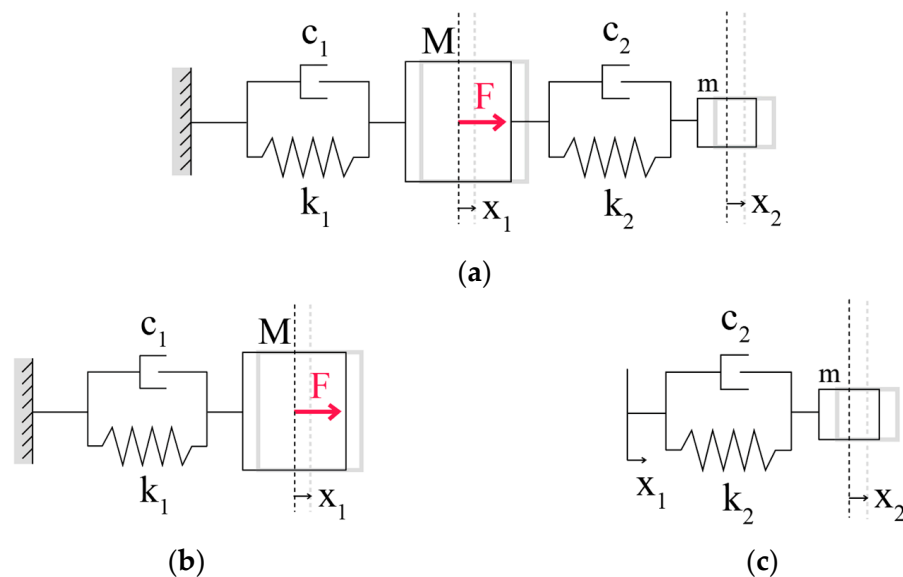 c₁ M c₂
F m
k₁ x₁ k₂ x₂
(a)
c₁ M c₂
F m
k₁ x₁ x₁ k₂ x₂
(b) (c)